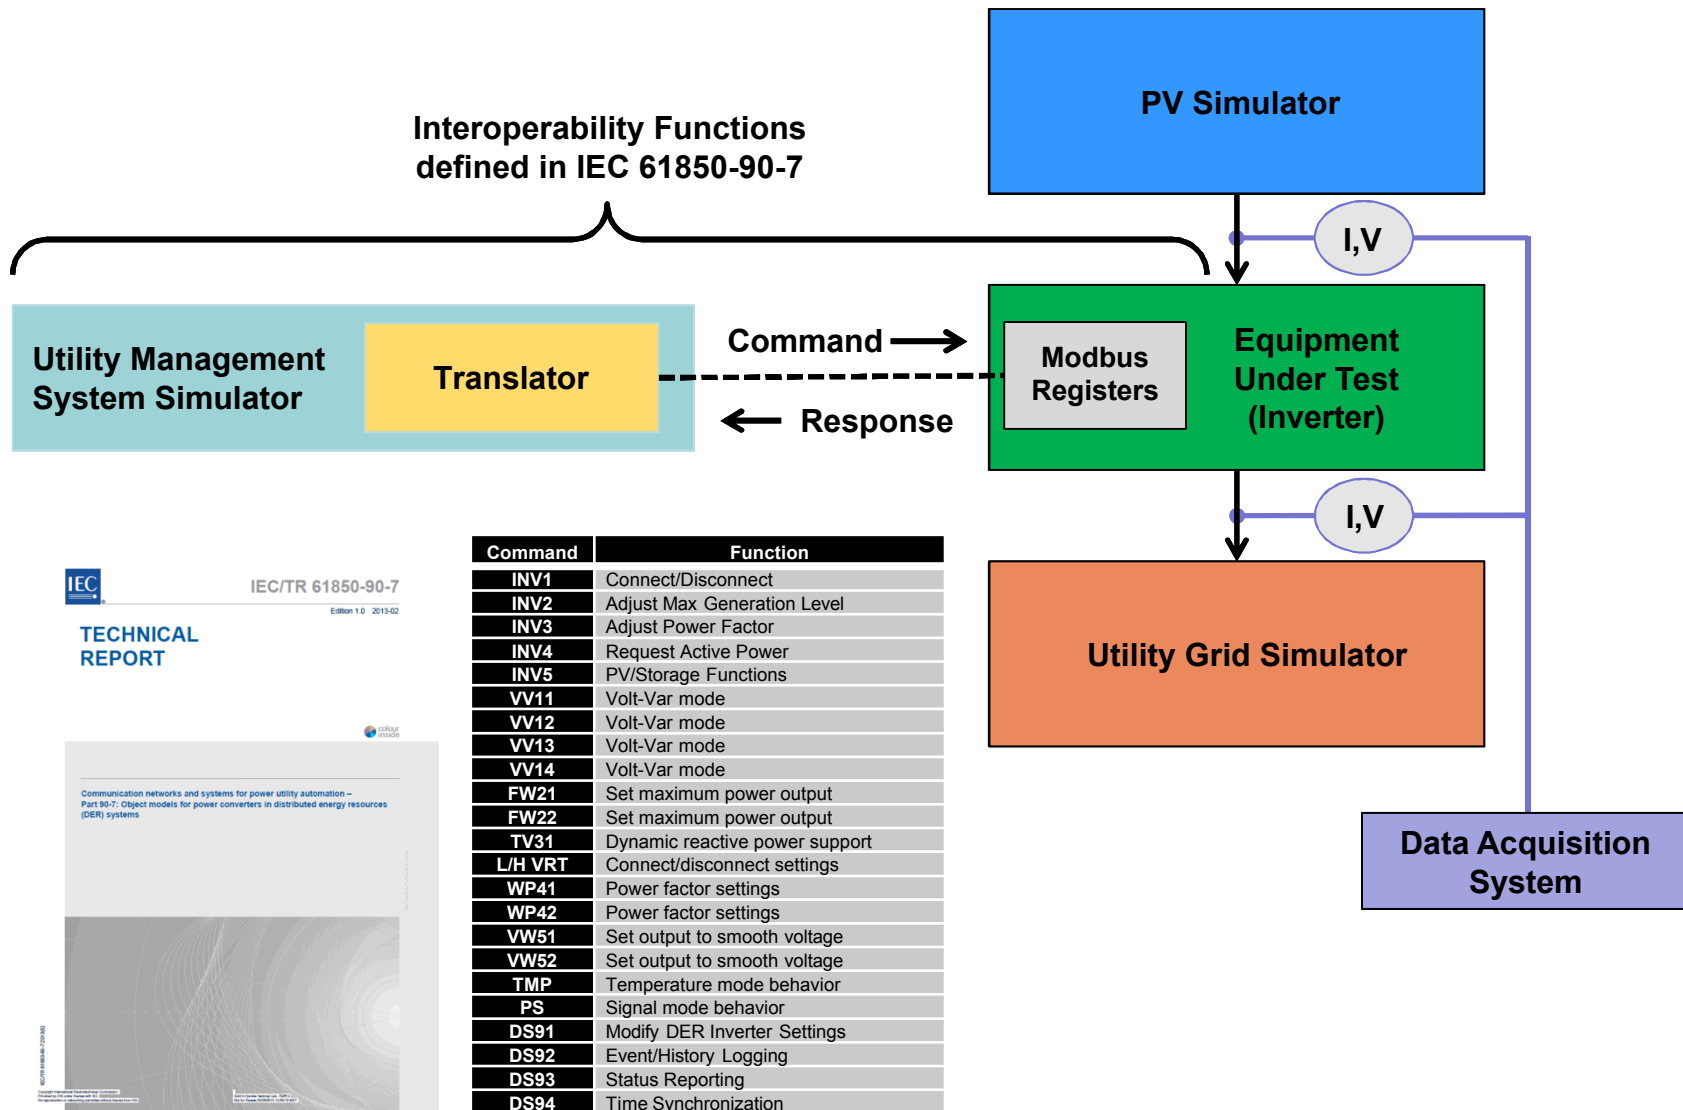 PV Simulator
Interoperability Functions
defined in IEC 61850-90-7
I,V
Utility Management
System Simulator
Translator
Command
Response
Modbus
Registers
Equipment
Under Test
(Inverter)
I,V
Utility Grid Simulator
Data Acquisition
System
IEC
IEC/TR 61850-90-7
Edition 1.0 2013-02
TECHNICAL
REPORT
colour
inside
Communication networks and systems for power utility automation –
Part 90-7: Object models for power converters in distributed energy resources
(DER) systems
Command Function
INV1 Connect/Disconnect
INV2 Adjust Max Generation Level
INV3 Adjust Power Factor
INV4 Request Active Power
INV5 PV/Storage Functions
VV11 Volt-Var mode
VV12 Volt-Var mode
VV13 Volt-Var mode
VV14 Volt-Var mode
FW21 Set maximum power output
FW22 Set maximum power output
TV31 Dynamic reactive power support
L/H VRT Connect/disconnect settings
WP41 Power factor settings
WP42 Power factor settings
VW51 Set output to smooth voltage
VW52 Set output to smooth voltage
TMP Temperature mode behavior
PS Signal mode behavior
DS91 Modify DER Inverter Settings
DS92 Event/History Logging
DS93 Status Reporting
DS94 Time Synchronization